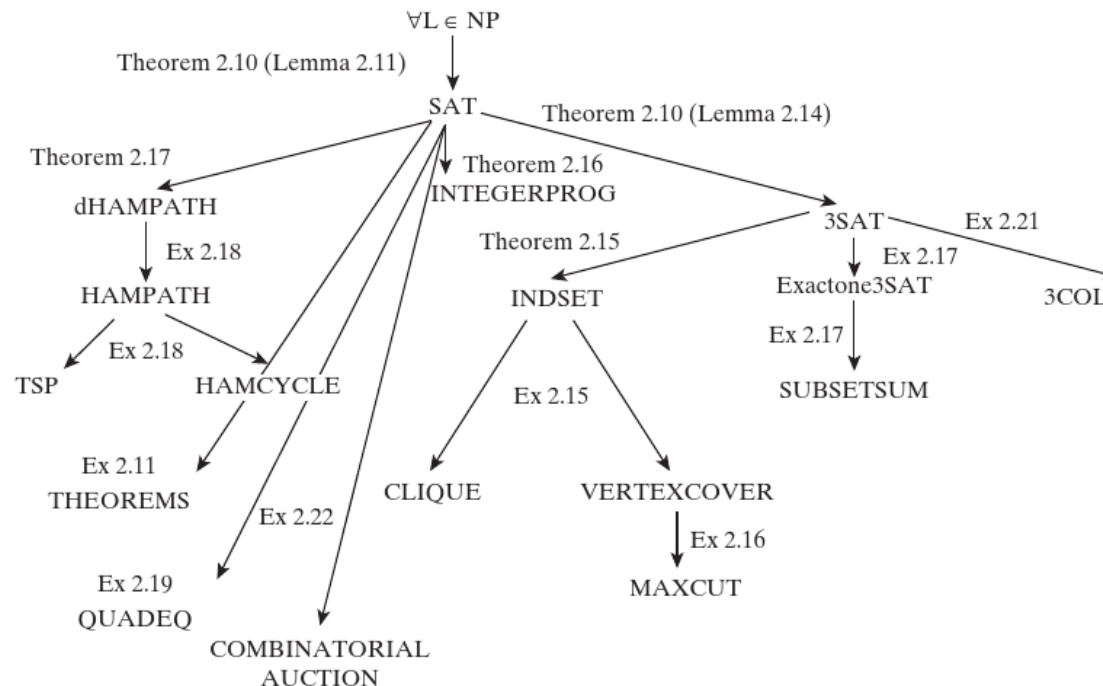 ∀L ∈ NP
Theorem 2.10 (Lemma 2.11)
SAT
Theorem 2.10 (Lemma 2.14)
Theorem 2.17
Theorem 2.16
dHAMPATH
INTEGERPROG
3SAT
Ex 2.21
Theorem 2.15
Ex 2.18
Ex 2.17
HAMPATH
INDSET
Exactone3SAT
3COL
Ex 2.18
Ex 2.17
TSP
HAMCYCLE
Ex 2.15
SUBSETSUM
Ex 2.11
THEOREMS
CLIQUE
VERTEXCOVER
Ex 2.22
Ex 2.16
Ex 2.19
QUADEQ
MAXCUT
COMBINATORIAL
AUCTION